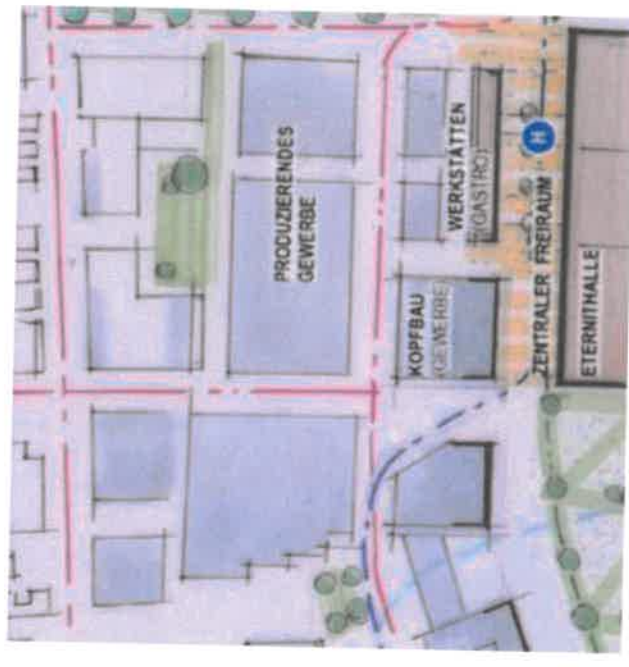 PRODUZIERENDES
GEWERBE
WERKSTÄTTEN
(GASTRO)
KOPFBAU
(GEWERBE)
ZENTRALER FREIRAUM
H
ETERNITHALLE